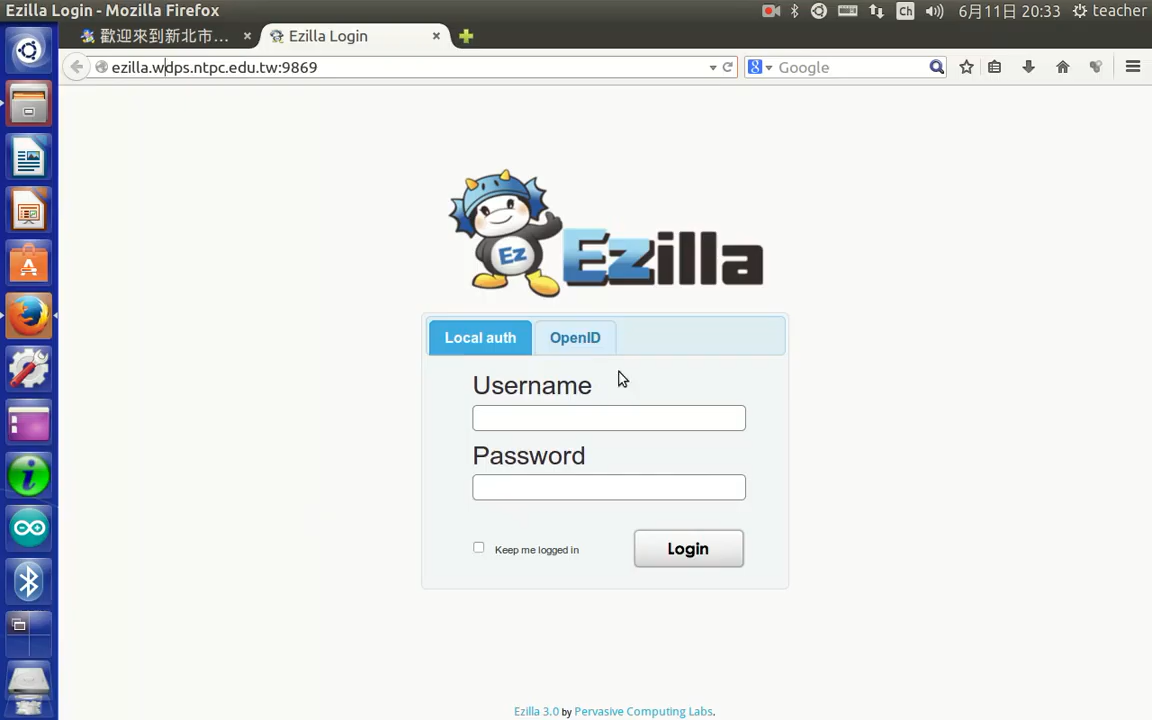 Ezilla Login - Mozilla Firefox
Ch
6月11日 20:33
teacher
歡迎來到新北市...
Ezilla Login
ezilla.wdps.ntpc.edu.tw:9869
8
Google
Ez
Ezilla
Local auth
OpenID
Username
Password
Keep me logged in
Login
Ezilla 3.0 by Pervasive Computing Labs.